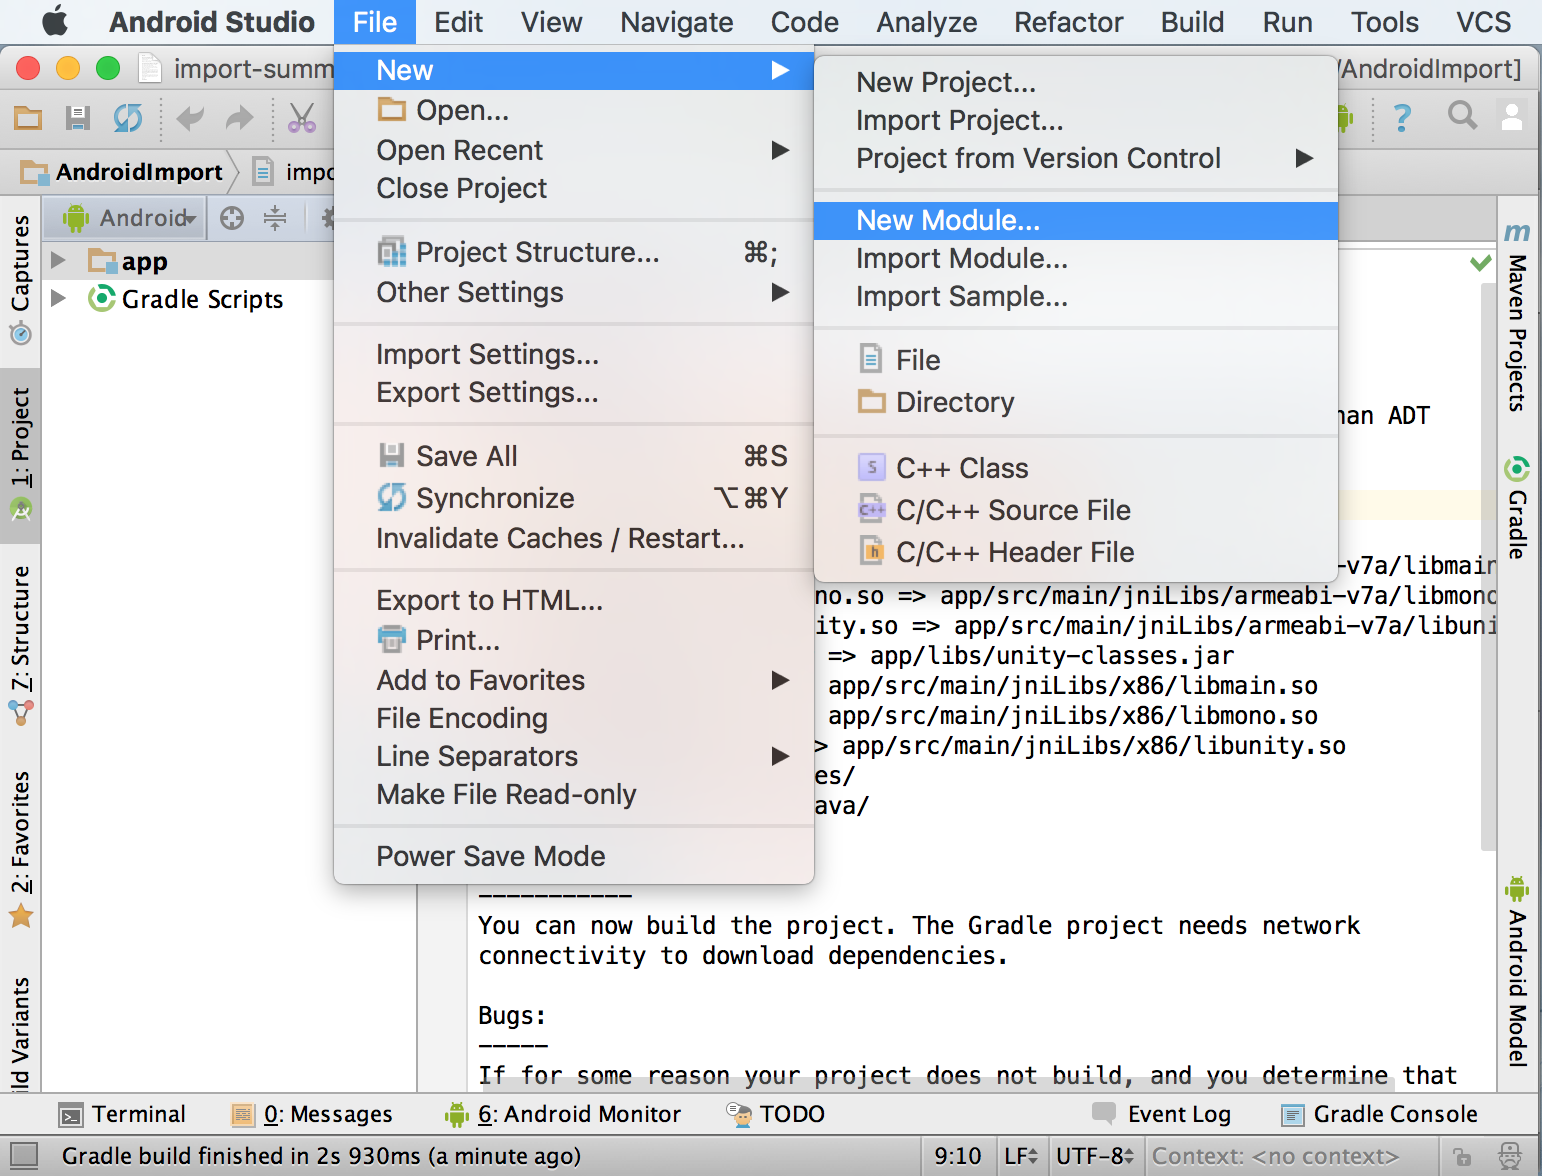 Android Studio File Edit View Navigate Code Analyze Refactor Build Run Tools VCS
import-summ
/AndroidImport]
AndroidImport
impo
Android
app
Gradle Scripts
New
Open...
Open Recent
Close Project
Project Structure... ⌘;
Other Settings
Import Settings...
Export Settings...
Save All ⌘S
Synchronize ⌥⌘Y
Invalidate Caches / Restart...
Export to HTML...
Print...
Add to Favorites
File Encoding
Line Separators
Make File Read-only
Power Save Mode
New Project...
Import Project...
Project from Version Control
New Module...
Import Module...
Import Sample...
File
Directory
S C++ Class
C++ C/C++ Source File
h C/C++ Header File
han ADT
-v7a/libmain
no.so => app/src/main/jniLibs/armeabi-v7a/libmono
ity.so => app/src/main/jniLibs/armeabi-v7a/libuni
=> app/libs/unity-classes.jar
app/src/main/jniLibs/x86/libmain.so
app/src/main/jniLibs/x86/libmono.so
> app/src/main/jniLibs/x86/libunity.so
es/
ava/
-----------
You can now build the project. The Gradle project needs network
connectivity to download dependencies.
Bugs:
-----
If for some reason your project does not build, and you determine that
Captures
1: Project
7: Structure
2: Favorites
ld Variants
m
Maven Projects
Gradle
Android Model
Terminal
0: Messages
6: Android Monitor
TODO
Event Log
Gradle Console
Gradle build finished in 2s 930ms (a minute ago)
9:10
LF
UTF-8
Context: <no context>